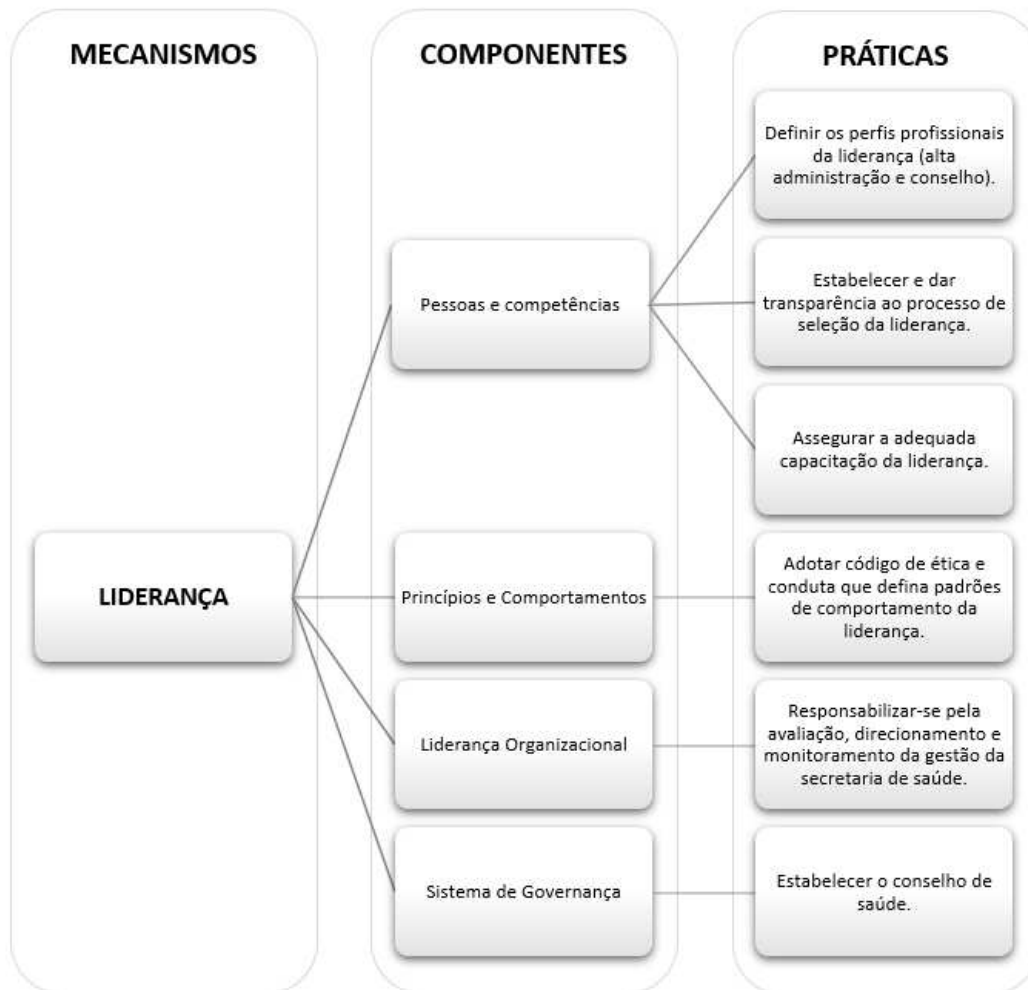 MECANISMOS
COMPONENTES
PRÁTICAS
Definir os perfis profissionais
da liderança (alta
administração e conselho).
Pessoas e competências
Estabelecer e dar
transparência ao processo de
seleção da liderança.
Assegurar a adequada
capacitação da liderança.
LIDERANÇA
Princípios e Comportamentos
Adotar código de ética e
conduta que defina padrões
de comportamento da
liderança.
Liderança Organizacional
Responsabilizar-se pela
avaliação, direcionamento e
monitoramento da gestão da
secretaria de saúde.
Sistema de Governança
Estabelecer o conselho de
saúde.